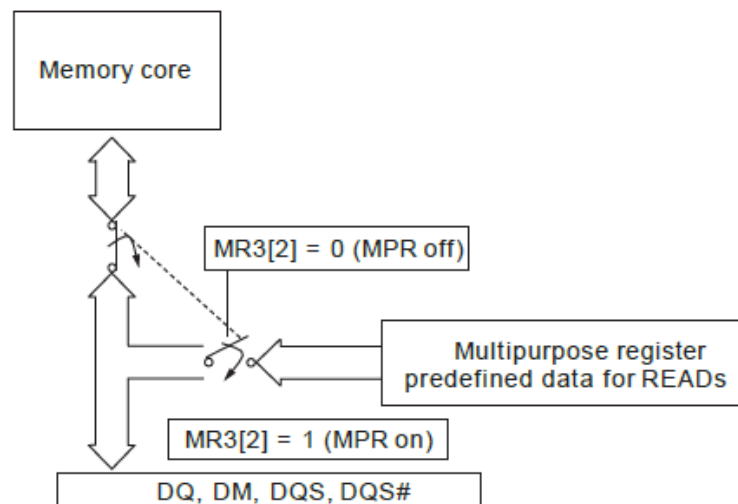 Memory core
MR3[2] = 0 (MPR off)
Multipurpose register
predefined data for READs
MR3[2] = 1 (MPR on)
DQ, DM, DQS, DQS#